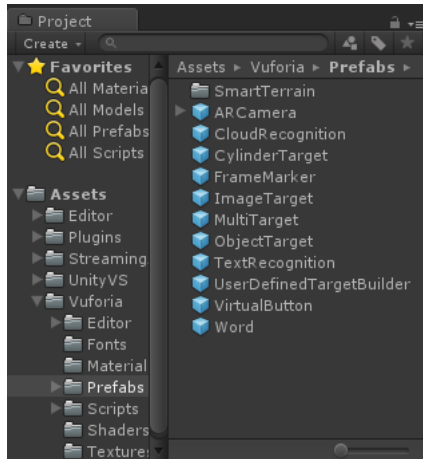 Project
Create
Favorites
All Materia
All Models
All Prefabs
All Scripts
Assets
Editor
Plugins
Streaming
UnityVS
Vuforia
Editor
Fonts
Material
Prefabs
Scripts
Shaders
Textures
Assets ▸ Vuforia ▸ Prefabs ▸
SmartTerrain
ARCamera
CloudRecognition
CylinderTarget
FrameMarker
ImageTarget
MultiTarget
ObjectTarget
TextRecognition
UserDefinedTargetBuilder
VirtualButton
Word